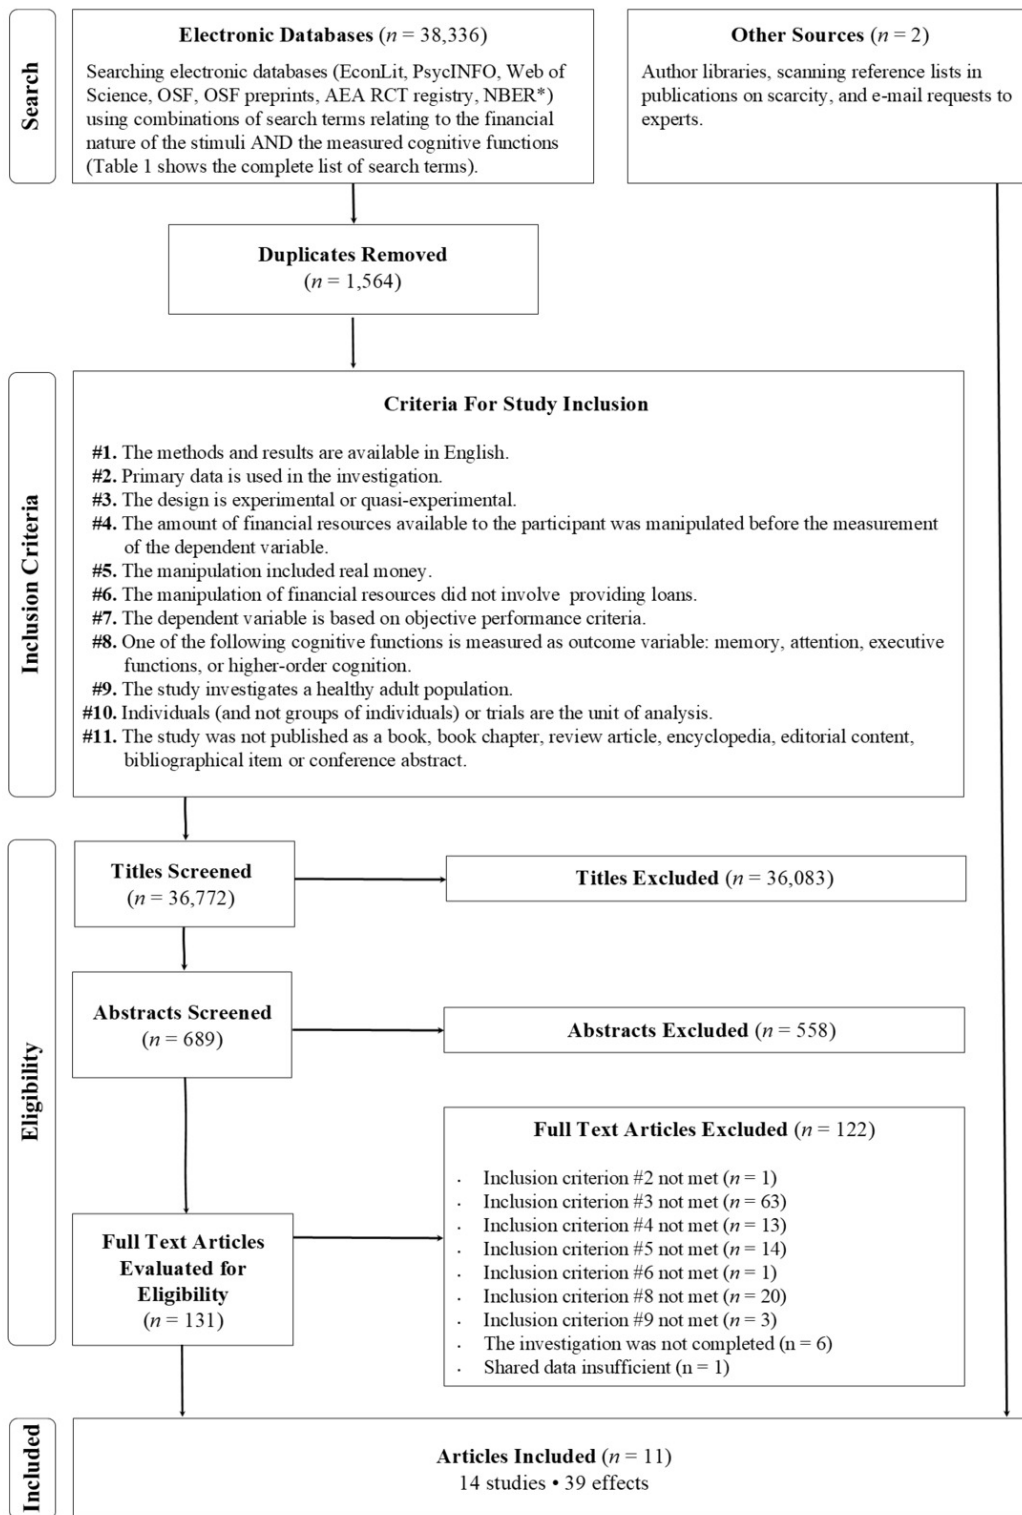 Search
Electronic Databases (n = 38,336)
Searching electronic databases (EconLit, PsycINFO, Web of
Science, OSF, OSF preprints, AEA RCT registry, NBER*)
using combinations of search terms relating to the financial
nature of the stimuli AND the measured cognitive functions
(Table 1 shows the complete list of search terms).
Other Sources (n = 2)
Author libraries, scanning reference lists in
publications on scarcity, and e-mail requests to
experts.
Duplicates Removed
(n = 1,564)
Inclusion Criteria
Criteria For Study Inclusion
#1. The methods and results are available in English.
#2. Primary data is used in the investigation.
#3. The design is experimental or quasi-experimental.
#4. The amount of financial resources available to the participant was manipulated before the measurement
of the dependent variable.
#5. The manipulation included real money.
#6. The manipulation of financial resources did not involve providing loans.
#7. The dependent variable is based on objective performance criteria.
#8. One of the following cognitive functions is measured as outcome variable: memory, attention, executive
functions, or higher-order cognition.
#9. The study investigates a healthy adult population.
#10. Individuals (and not groups of individuals) or trials are the unit of analysis.
#11. The study was not published as a book, book chapter, review article, encyclopedia, editorial content,
bibliographical item or conference abstract.
Eligibility
Titles Screened
(n = 36,772)
Titles Excluded (n = 36,083)
Abstracts Screened
(n = 689)
Abstracts Excluded (n = 558)
Full Text Articles
Evaluated for
Eligibility
(n = 131)
Full Text Articles Excluded (n = 122)
· Inclusion criterion #2 not met (n = 1)
· Inclusion criterion #3 not met (n = 63)
· Inclusion criterion #4 not met (n = 13)
· Inclusion criterion #5 not met (n = 14)
· Inclusion criterion #6 not met (n = 1)
· Inclusion criterion #8 not met (n = 20)
· Inclusion criterion #9 not met (n = 3)
· The investigation was not completed (n = 6)
· Shared data insufficient (n = 1)
Included
Articles Included (n = 11)
14 studies • 39 effects